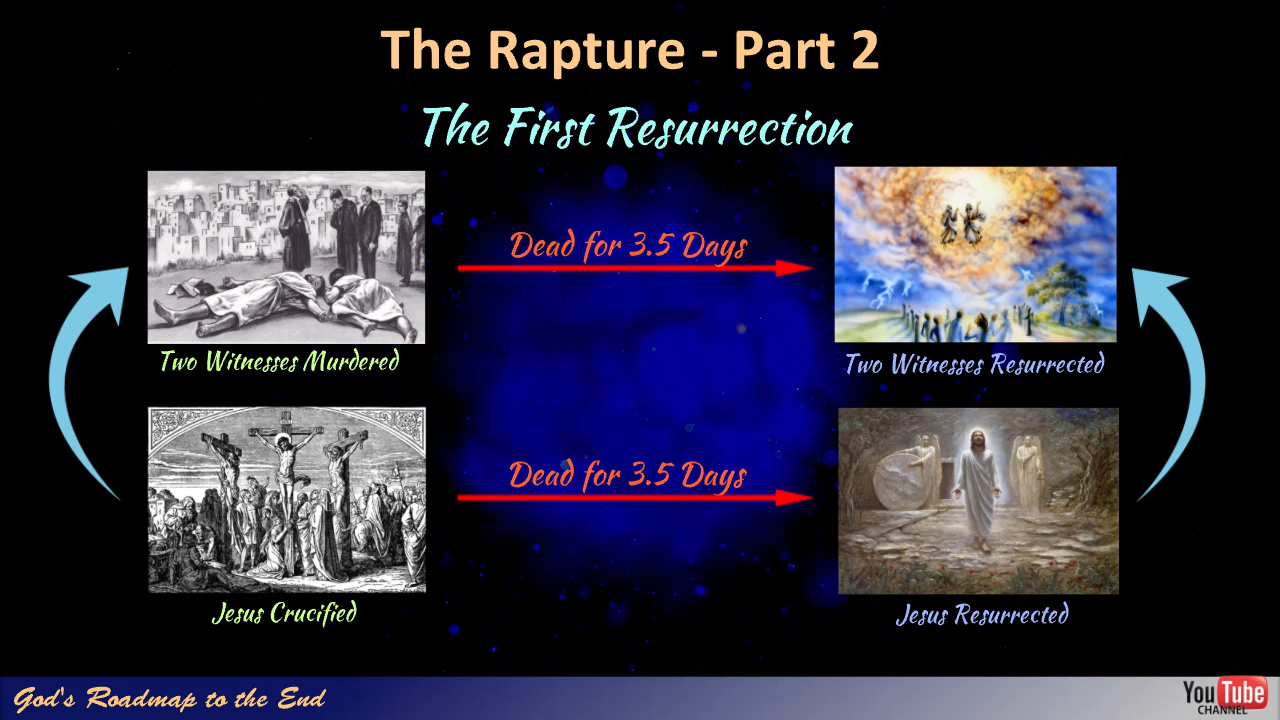 The Rapture - Part 2
The First Resurrection
Dead for 3.5 Days
Two Witnesses Murdered
Two Witnesses Resurrected
Dead for 3.5 Days
Jesus Crucified
Jesus Resurrected
God's Roadmap to the End
YouTube
CHANNEL